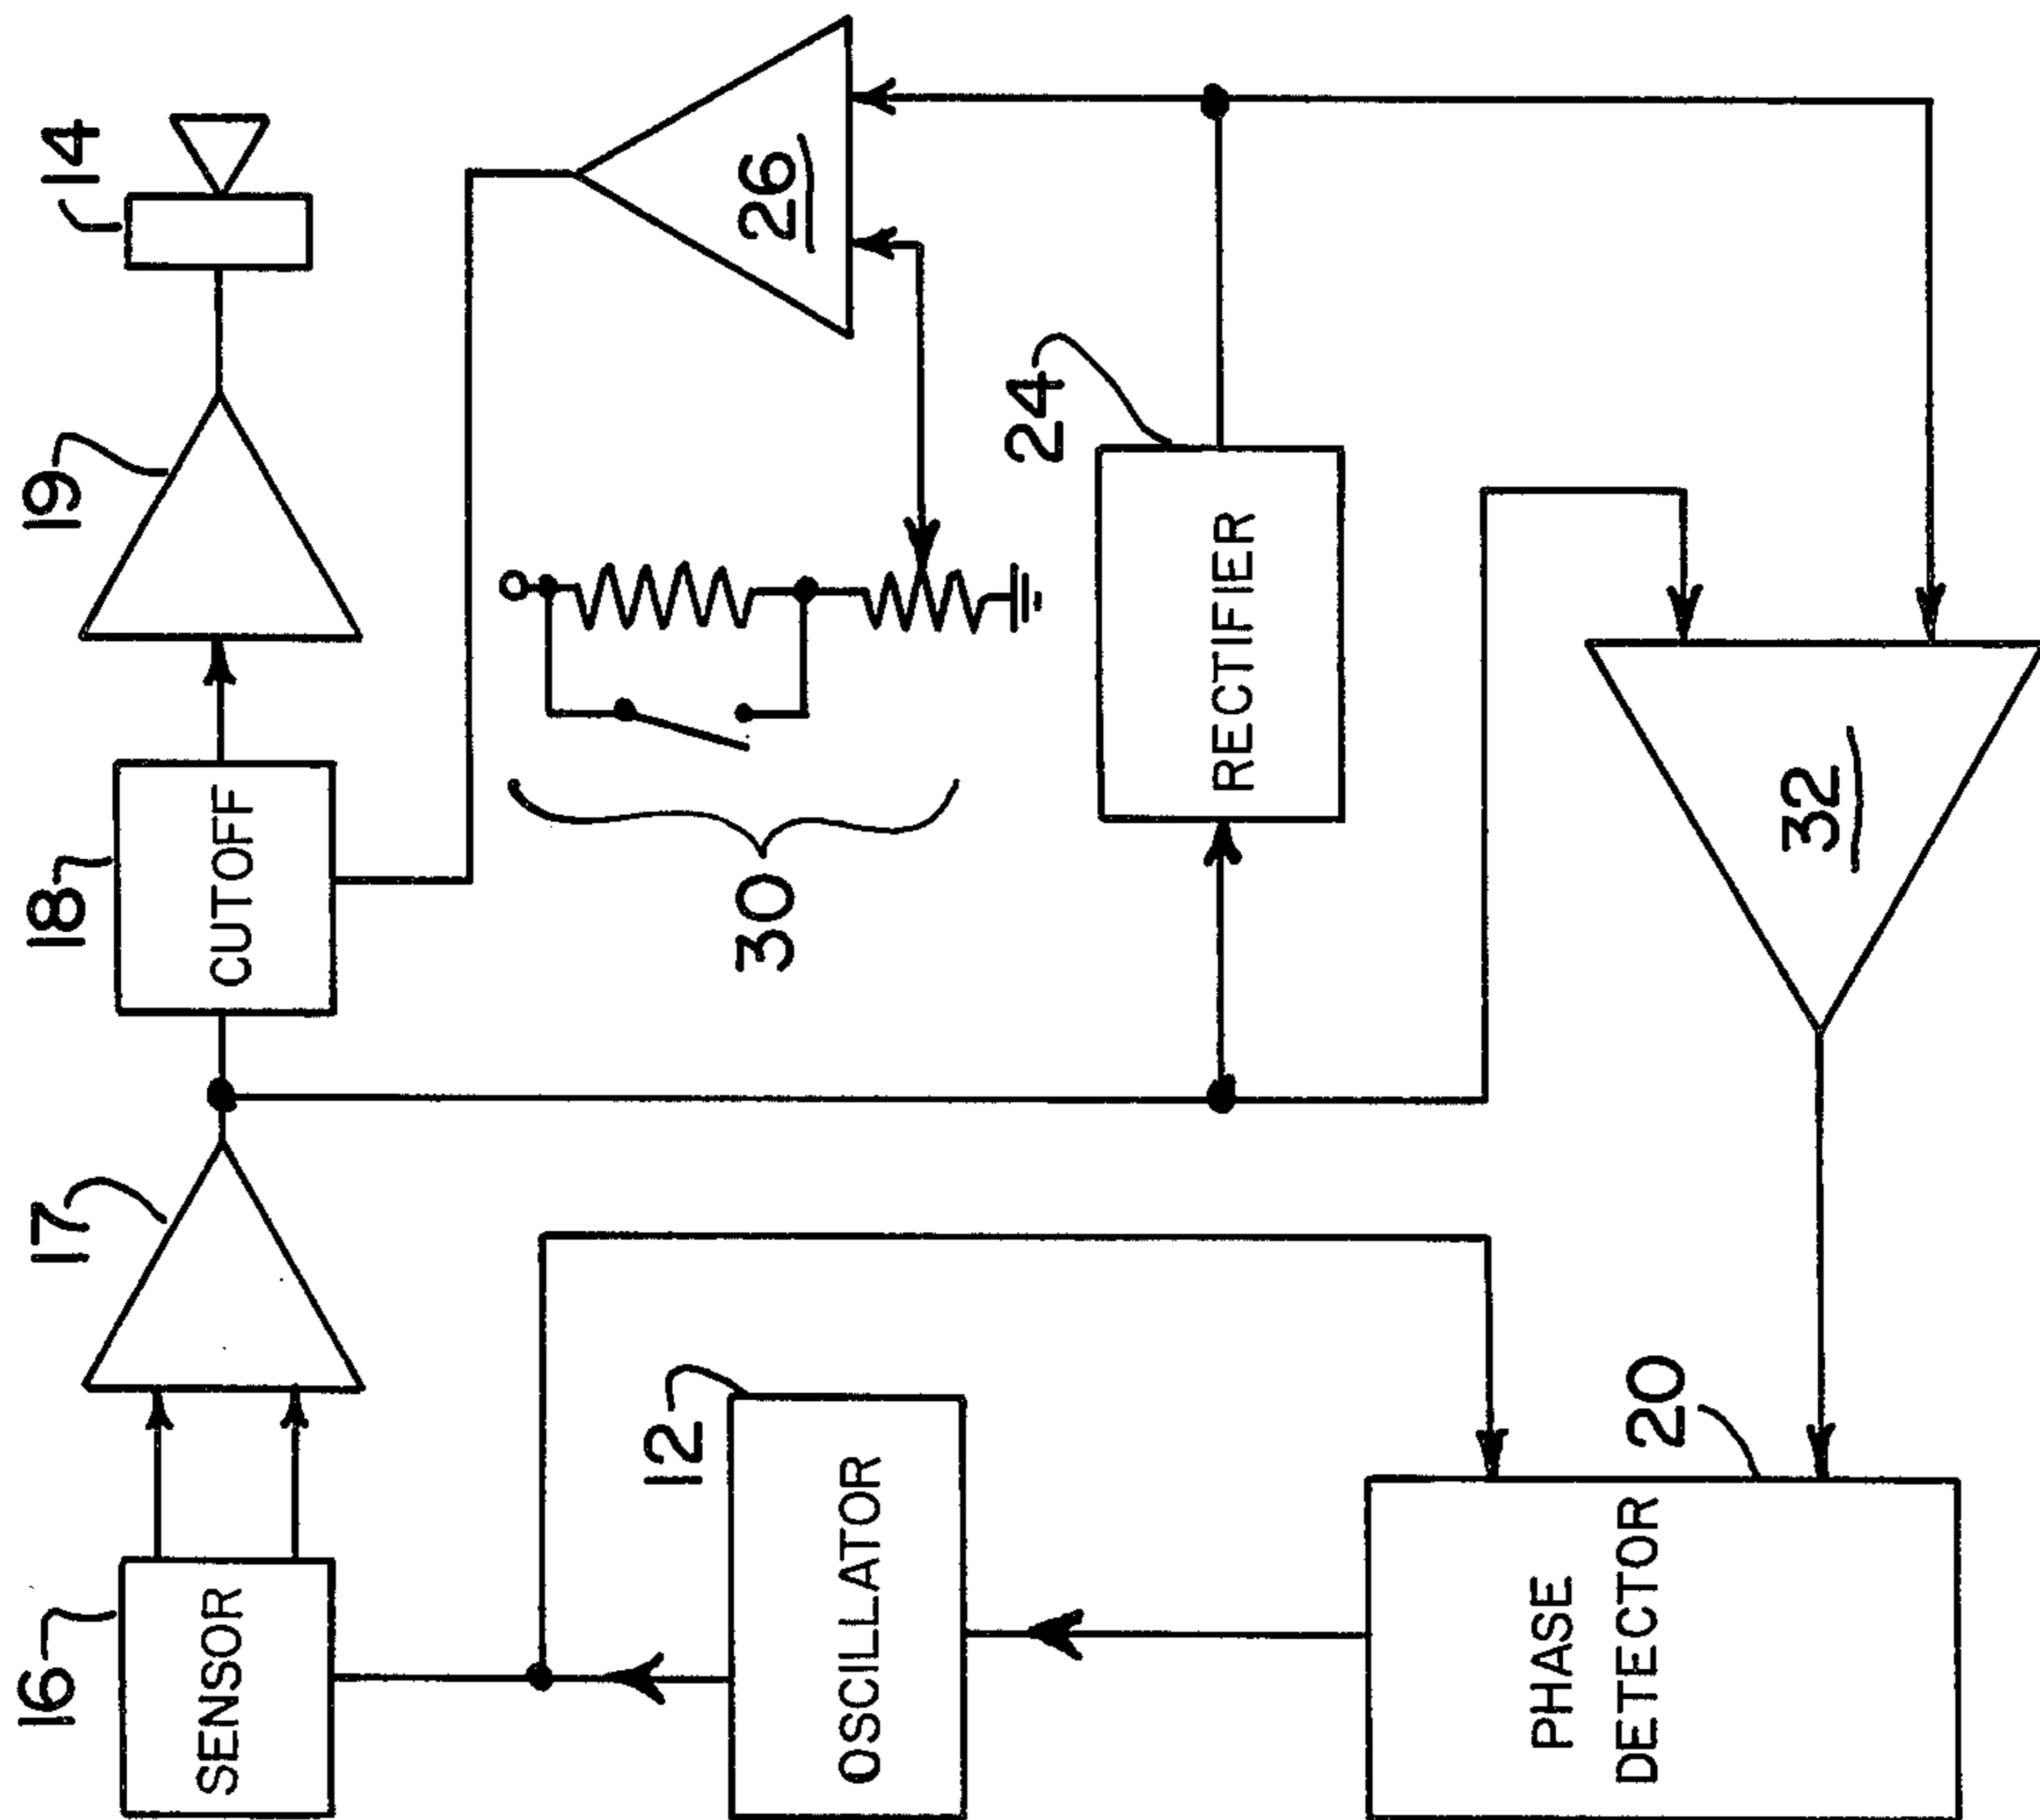 16
SENSOR
17
18
CUTOFF
19
14
12
OSCILLATOR
30
26
24
RECTIFIER
20
PHASE
DETECTOR
32